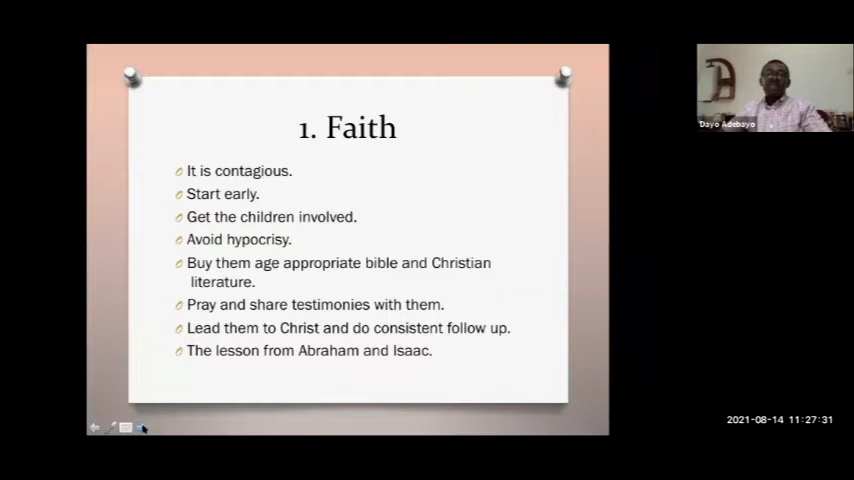 1. Faith
It is contagious.
Start early.
Get the children involved.
Avoid hypocrisy.
Buy them age appropriate bible and Christian
literature.
Pray and share testimonies with them.
Lead them to Christ and do consistent follow up.
The lesson from Abraham and Isaac.
Dayo Adebayo
2021-08-14 11:27:31